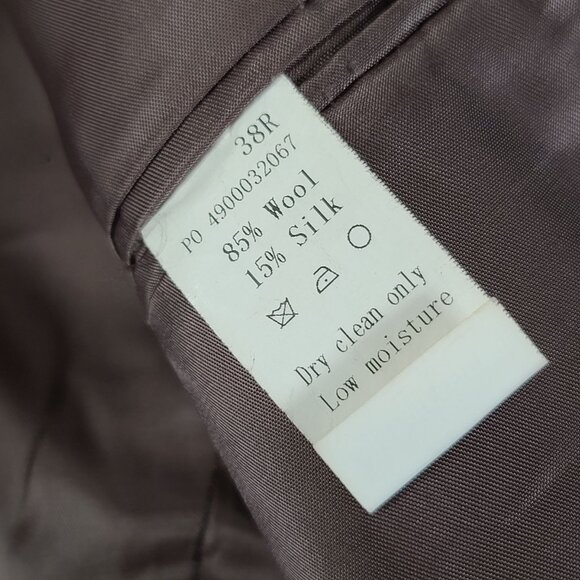 38R
PO 4900032067
85% Wool
15% Silk
Dry clean only
Low moisture